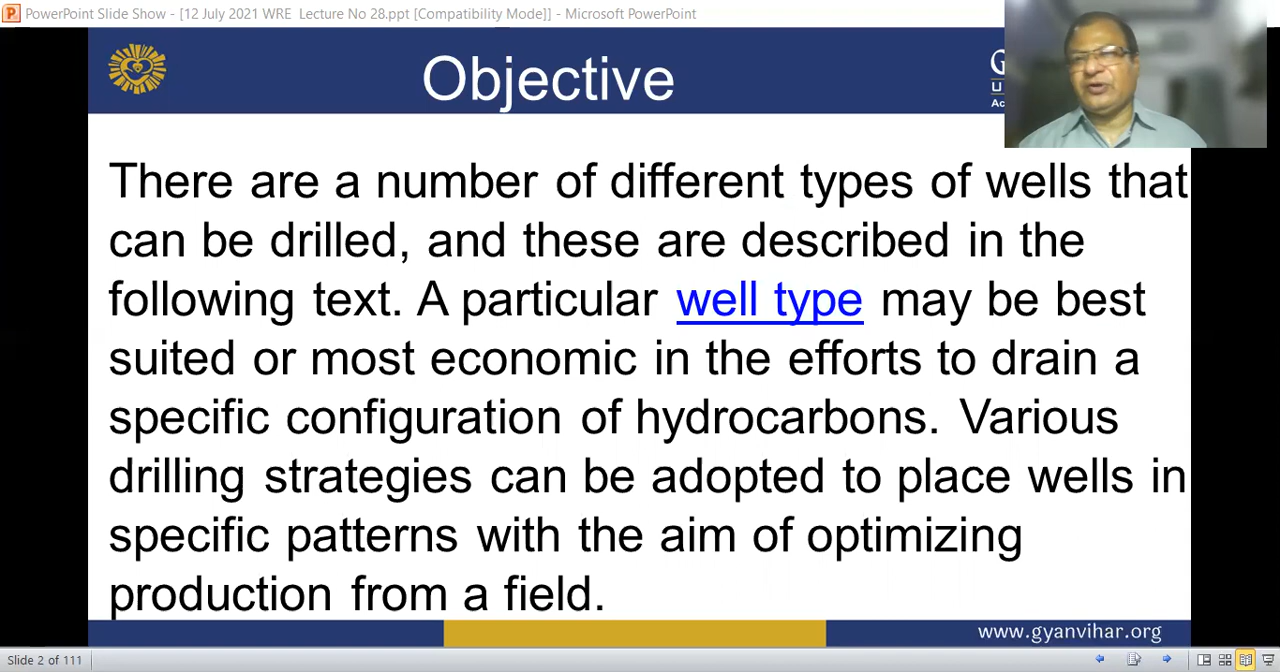 PowerPoint Slide Show - [12 July 2021 WRE Lecture No 28.ppt [Compatibility Mode]] - Microsoft PowerPoint
Objective
G
U
Ac
There are a number of different types of wells that
can be drilled, and these are described in the
following text. A particular well type may be best
suited or most economic in the efforts to drain a
specific configuration of hydrocarbons. Various
drilling strategies can be adopted to place wells in
specific patterns with the aim of optimizing
production from a field.
www.gyanvihar.org
Slide 2 of 111